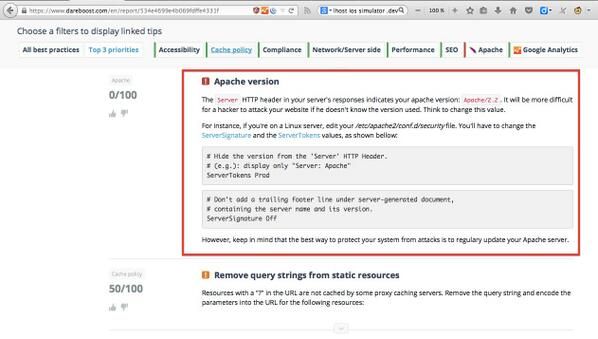 https://www.dareboost.com/en/report/534e4699e4b069fdffe4331f
lhost ios simulator .dev
100 %
Choose a filters to display linked tips
All best practices
Top 3 priorities
Accessibility
Cache policy
Compliance
Network/Server side
Performance
SEO
Apache
Google Analytics
Apache
0/100
Apache version
The Server HTTP header in your server's responses indicates your apache version: Apache/2.2 . It will be more difficult
for a hacker to attack your website if he doesn't know the version used. Think to change this value.
For instance, if you're on a Linux server, edit your /etc/apache2/conf.d/security file. You'll have to change the
ServerSignature and the ServerTokens values, as shown bellow:
# Hide the version from the 'Server' HTTP Header.
# (e.g.): display only "Server: Apache"
ServerTokens Prod
# Don't add a trailing footer line under server-generated document,
# containing the server name and its version.
ServerSignature Off
However, keep in mind that the best way to protect your system from attacks is to regulary update your Apache server.
Cache policy
50/100
Remove query strings from static resources
Resources with a "?" in the URL are not cached by some proxy caching servers. Remove the query string and encode the
parameters into the URL for the following resources: